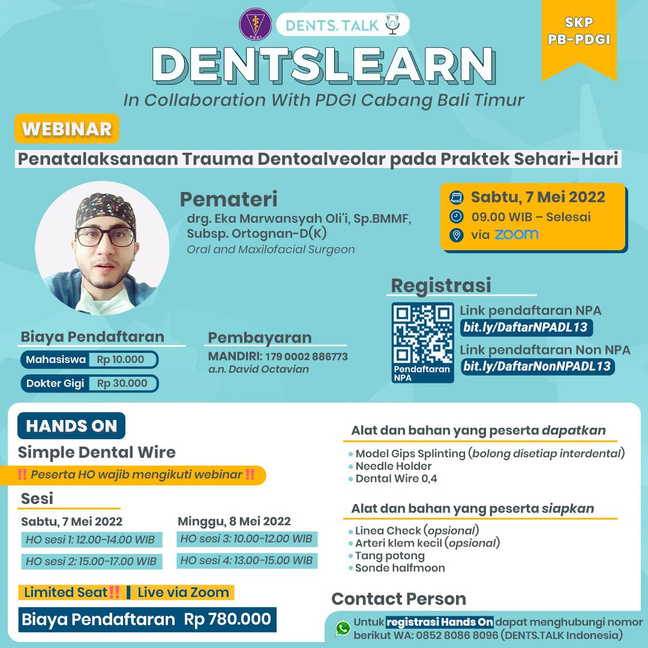 PDGI
DENTS.TALK
SKP
PB-PDGI
DENTSLEARN
In Collaboration With PDGI Cabang Bali Timur
WEBINAR
Penatalaksanaan Trauma Dentoalveolar pada Praktek Sehari-Hari
Pemateri
drg. Eka Marwansyah Oli'i, Sp.BMMF,
Subsp. Ortognan-D(K)
Oral and Maxilofacial Surgeon
Sabtu, 7 Mei 2022
09.00 WIB – Selesai
via zoom
Registrasi
Link pendaftaran NPA
bit.ly/DaftarNPADL13
Link pendaftaran Non NPA
bit.ly/DaftarNonNPADL13
Pendaftaran
NPA
Biaya Pendaftaran
Mahasiswa Rp 10.000
Dokter Gigi Rp 30.000
Pembayaran
MANDIRI: 179 0002 886773
a.n. David Octavian
HANDS ON
Simple Dental Wire
‼ Peserta HO wajib mengikuti webinar ‼
Sesi
Sabtu, 7 Mei 2022
HO sesi 1: 12.00-14.00 WIB
HO sesi 2: 15.00-17.00 WIB
Minggu, 8 Mei 2022
HO sesi 3: 10.00-12.00 WIB
HO sesi 4: 13.00-15.00 WIB
Limited Seat‼ | Live via Zoom
Biaya Pendaftaran Rp 780.000
Alat dan bahan yang peserta dapatkan
• Model Gips Splinting (bolong disetiap interdental)
• Needle Holder
• Dental Wire 0,4
Alat dan bahan yang peserta siapkan
• Linea Check (opsional)
• Arteri klem kecil (opsional)
• Tang potong
• Sonde halfmoon
Contact Person
Untuk registrasi Hands On dapat menghubungi nomor
berikut WA: 0852 8086 8096 (DENTS.TALK Indonesia)